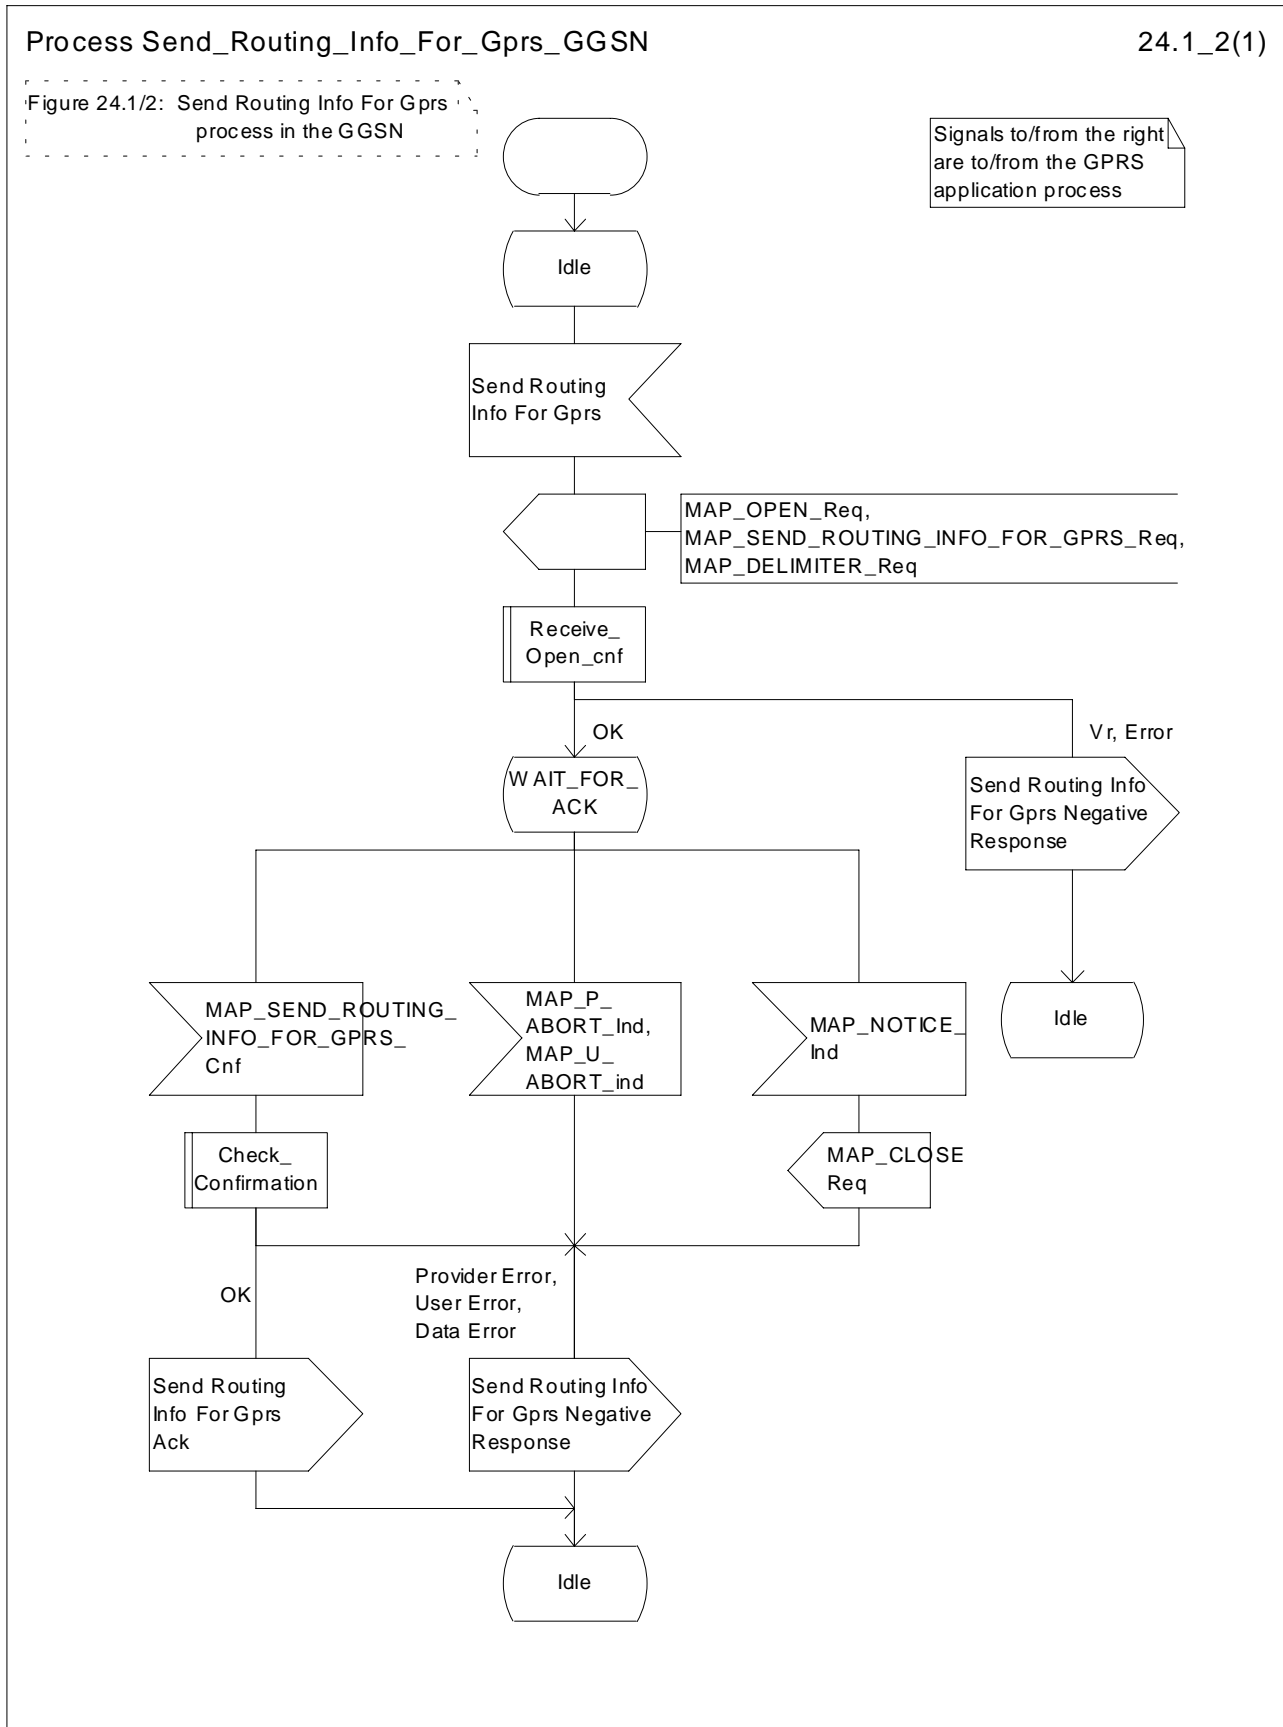 Process Send_Routing_Info_For_Gprs_GGSN
24.1_2(1)
Figure 24.1/2: Send Routing Info For Gprs
process in the GGSN
Signals to/from the right
are to/from the GPRS
application process
Idle
Send Routing
Info For Gprs
MAP_OPEN_Req,
MAP_SEND_ROUTING_INFO_FOR_GPRS_Req,
MAP_DELIMITER_Req
Receive_
Open_cnf
OK
Vr, Error
WAIT_FOR_
ACK
Send Routing Info
For Gprs Negative
Response
MAP_SEND_ROUTING_
INFO_FOR_GPRS_
Cnf
MAP_P_
ABORT_Ind,
MAP_U_
ABORT_ind
MAP_NOTICE_
Ind
Idle
Check_
Confirmation
MAP_CLOSE
Req
OK
Provider Error,
User Error,
Data Error
Send Routing
Info For Gprs
Ack
Send Routing Info
For Gprs Negative
Response
Idle